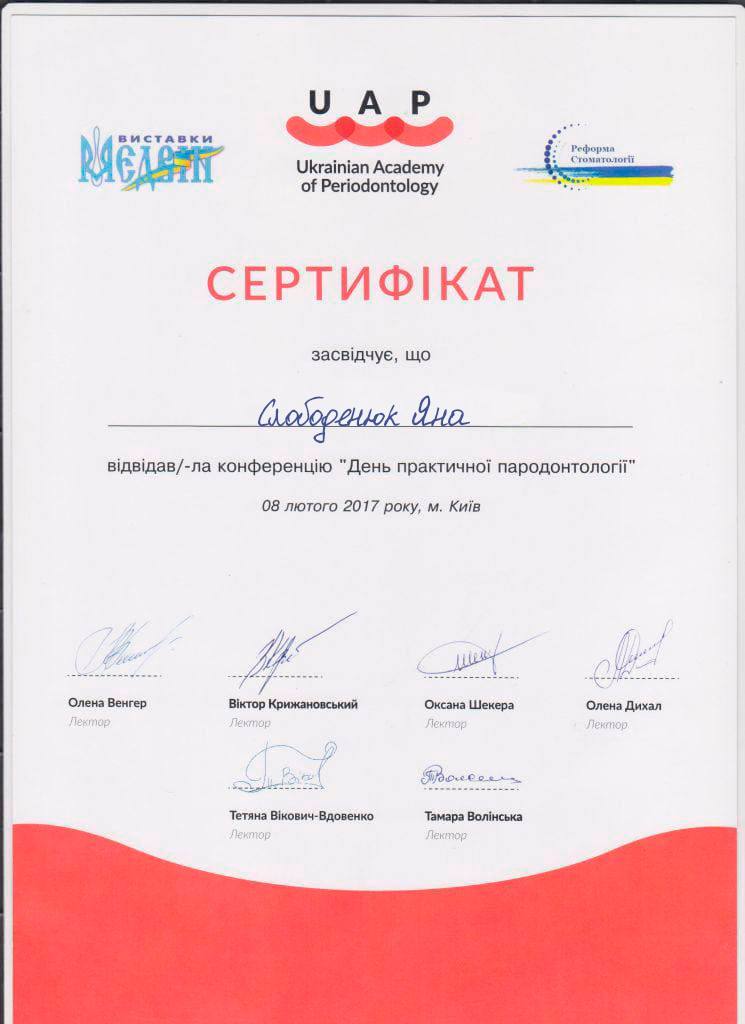 ВИСТАВКИ
МЕДВІН
U A P
Ukrainian Academy
of Periodontology
Реформа
Стоматології
СЕРТИФІКАТ
засвідчує, що
Слободенюк Яна
відвідав/-ла конференцію "День практичної пародонтології"
08 лютого 2017 року, м. Київ
Олена Венгер
Лектор
Віктор Крижановський
Лектор
Оксана Шекера
Лектор
Олена Дихал
Лектор
Тетяна Вікович-Вдовенко
Лектор
Тамара Волінська
Лектор